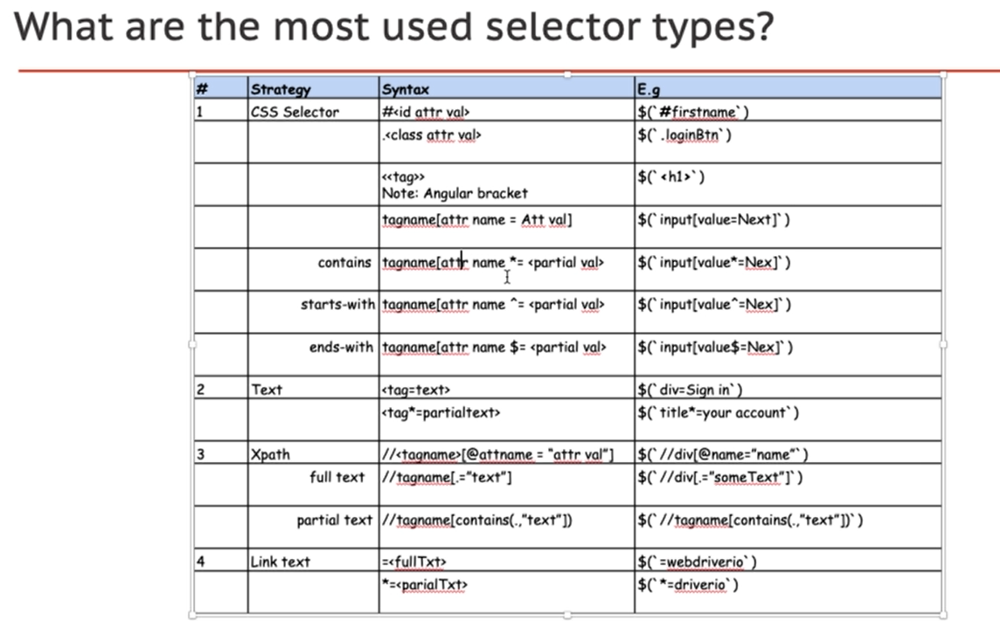 What are the most used selector types?
# Strategy Syntax E.g
1 CSS Selector #<id attr val> $(`#firstname`)
.<class attr val> $(`.loginBtn`)
<<tag>> $(`<h1>`)
Note: Angular bracket
tagname[attr name = Att val] $(`input[value=Next]`)
contains tagname[attr name *= <partial val> $(`input[value*=Nex]`)
starts-with tagname[attr name ^= <partial val> $(`input[value^=Nex]`)
ends-with tagname[attr name $= <partial val> $(`input[value$=Nex]`)
2 Text <tag=text> $(`div=Sign in`)
<tag*=partialtext> $(`title*=your account`)
3 Xpath //<tagname>[@attname = "attr val"] $(`//div[@name="name"`)
full text //tagname[.="text"] $(`//div[.="someText"]`)
partial text //tagname[contains(.,"text"]) $(`//tagname[contains(.,"text"])`)
4 Link text =<fullTxt> $(`=webdriverio`)
*=<parialTxt> $(`*=driverio`)